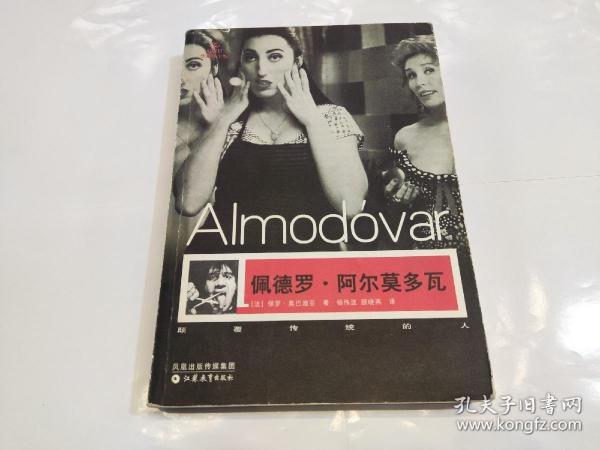 Almodóvar
佩德罗·阿尔莫多瓦
[法] 保罗·奥巴迪亚 著 杨伟波 顾晓燕 译
颠覆传统的人
凤凰出版传媒集团
江苏教育出版社
孔夫子旧书网
www.kongfz.com